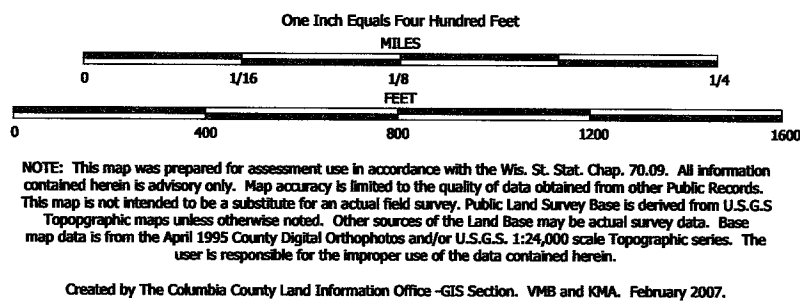 One Inch Equals Four Hundred Feet
MILES
0 1/16 1/8 1/4
FEET
0 400 800 1200 1600
NOTE: This map was prepared for assessment use in accordance with the Wis. St. Stat. Chap. 70.09. All information
contained herein is advisory only. Map accuracy is limited to the quality of data obtained from other Public Records.
This map is not intended to be a substitute for an actual field survey. Public Land Survey Base is derived from U.S.G.S
Topopgraphic maps unless otherwise noted. Other sources of the Land Base may be actual survey data. Base
map data is from the April 1995 County Digital Orthophotos and/or U.S.G.S. 1:24,000 scale Topographic series. The
user is responsible for the improper use of the data contained herein.
Created by The Columbia County Land Information Office -GIS Section. VMB and KMA. February 2007.